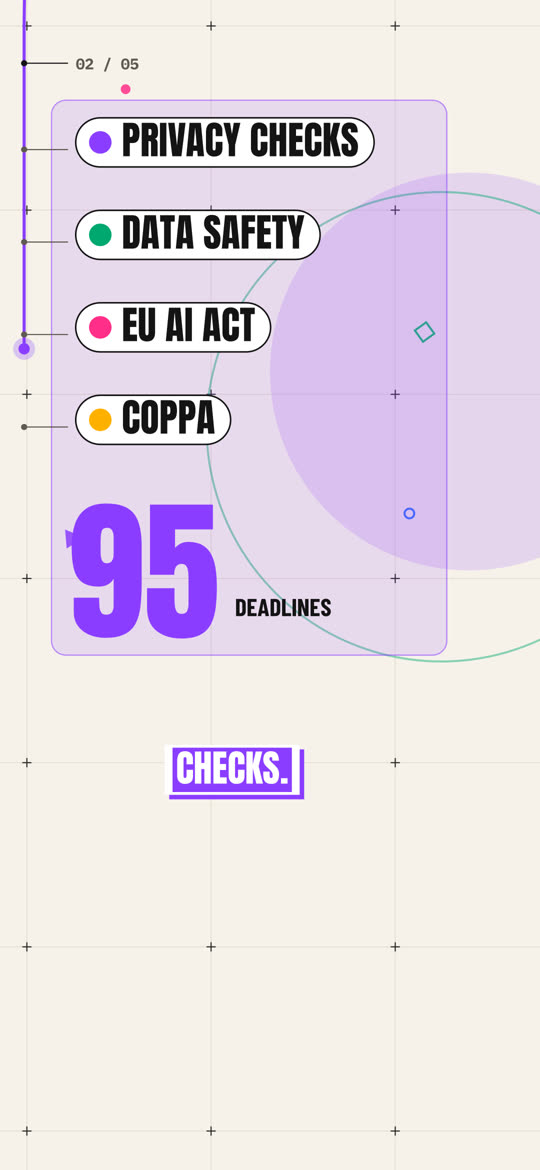 02 / 05
PRIVACY CHECKS
DATA SAFETY
EU AI ACT
COPPA
95
DEADLINES
CHECKS.